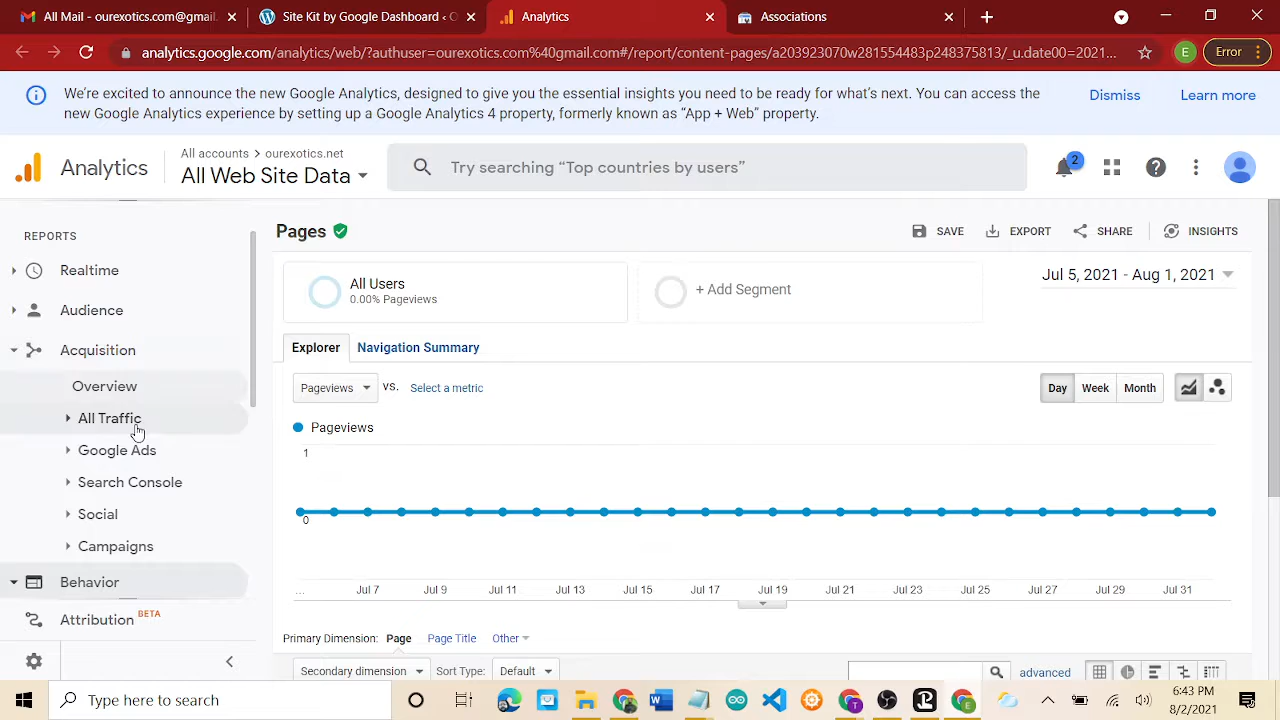 All Mail - ourexotics.com@gmail.
Site Kit by Google Dashboard ‹ O
Analytics
Associations
analytics.google.com/analytics/web/?authuser=ourexotics.com%40gmail.com#/report/content-pages/a203923070w281554483p248375813/_u.date00=2021...
E
Error
We're excited to announce the new Google Analytics, designed to give you the essential insights you need to be ready for what's next. You can access the
new Google Analytics experience by setting up a Google Analytics 4 property, formerly known as "App + Web" property.
Dismiss
Learn more
Analytics
All accounts > ourexotics.net
All Web Site Data
Try searching "Top countries by users"
2
REPORTS
Realtime
Audience
Acquisition
Overview
All Traffic
Google Ads
Search Console
Social
Campaigns
Behavior
Attribution BETA
Pages
SAVE
EXPORT
SHARE
INSIGHTS
All Users
0.00% Pageviews
+ Add Segment
Jul 5, 2021 - Aug 1, 2021
Explorer
Navigation Summary
Pageviews
VS.
Select a metric
Day
Week
Month
Pageviews
1
0
...
Jul 7
Jul 9
Jul 11
Jul 13
Jul 15
Jul 17
Jul 19
Jul 21
Jul 23
Jul 25
Jul 27
Jul 29
Jul 31
Primary Dimension:
Page
Page Title
Other
Secondary dimension
Sort Type:
Default
advanced
Type here to search
6:43 PM
8/2/2021